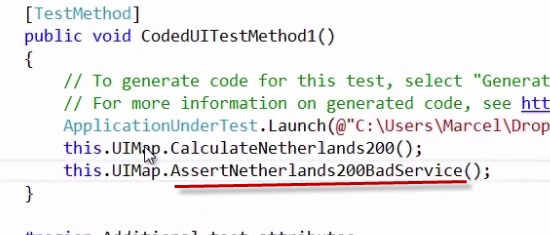 [TestMethod]
public void CodedUITestMethod1()
{
// To generate code for this test, select "Generat
// For more information on generated code, see htt
ApplicationUnderTest.Launch(@"C:\Users\Marcel\Drop
this.UIMap.CalculateNetherlands200();
this.UIMap.AssertNetherlands200BadService();
}
#region Additional test attributes